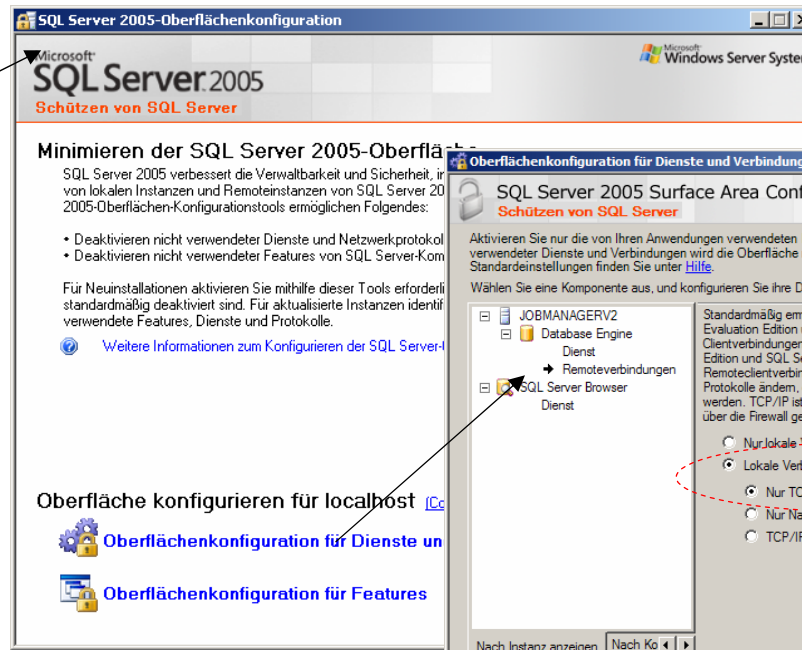 SQL Server 2005-Oberflächenkonfiguration
Microsoft
SQL Server 2005
Schützen von SQL Server
Microsoft
Windows Server System
Minimieren der SQL Server 2005-Oberfläche
SQL Server 2005 verbessert die Verwaltbarkeit und Sicherheit, in
von lokalen Instanzen und Remoteinstanzen von SQL Server 20
2005-Oberflächen-Konfigurationstools ermöglichen Folgendes:
• Deaktivieren nicht verwendeter Dienste und Netzwerkprotokol
• Deaktivieren nicht verwendeter Features von SQL Server-Kom
Für Neuinstallationen aktivieren Sie mithilfe dieser Tools erforderli
standardmäßig deaktiviert sind. Für aktualisierte Instanzen identif
verwendete Features, Dienste und Protokolle.
Weitere Informationen zum Konfigurieren der SQL Server-
Oberfläche konfigurieren für localhost (Co
Oberflächenkonfiguration für Dienste un
Oberflächenkonfiguration für Features
Oberflächenkonfiguration für Dienste und Verbindung
SQL Server 2005 Surface Area Conf
Schützen von SQL Server
Aktivieren Sie nur die von Ihren Anwendungen verwendeten
verwendeter Dienste und Verbindungen wird die Oberfläche
Standardeinstellungen finden Sie unter Hilfe.
Wählen Sie eine Komponente aus, und konfigurieren Sie ihre D
JOBMANAGERV2
Database Engine
Dienst
Remoteverbindungen
SQL Server Browser
Dienst
Standardmäßig erm
Evaluation Edition
Clientverbindungen
Edition und SQL Se
Remoteclientverbin
Protokolle ändern,
werden. TCP/IP ist
über die Firewall ge
Nur lokale
Lokale Verb
Nur TC
Nur Na
TCP/IP
Nach Instanz anzeigen
Nach Ko